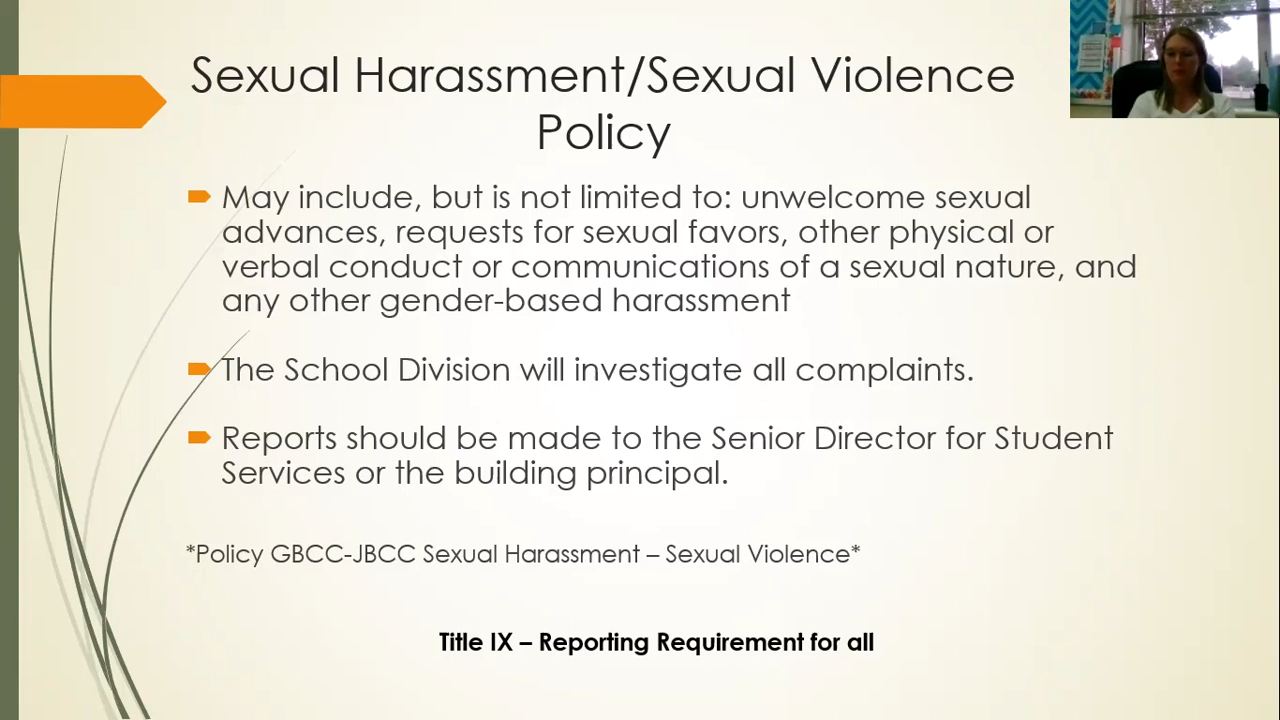 Sexual Harassment/Sexual Violence
Policy
May include, but is not limited to: unwelcome sexual
advances, requests for sexual favors, other physical or
verbal conduct or communications of a sexual nature, and
any other gender-based harassment
The School Division will investigate all complaints.
Reports should be made to the Senior Director for Student
Services or the building principal.
*Policy GBCC-JBCC Sexual Harassment – Sexual Violence*
Title IX – Reporting Requirement for all